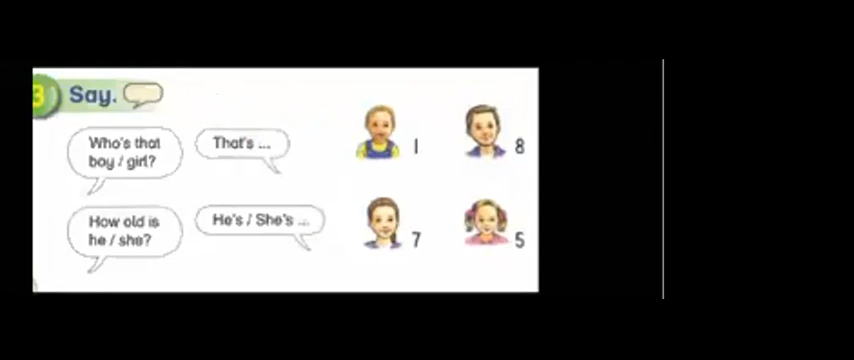 3 Say.
Who's that
boy / girl?
That's ...
How old is
he / she?
He's / She's ...
1
8
7
5